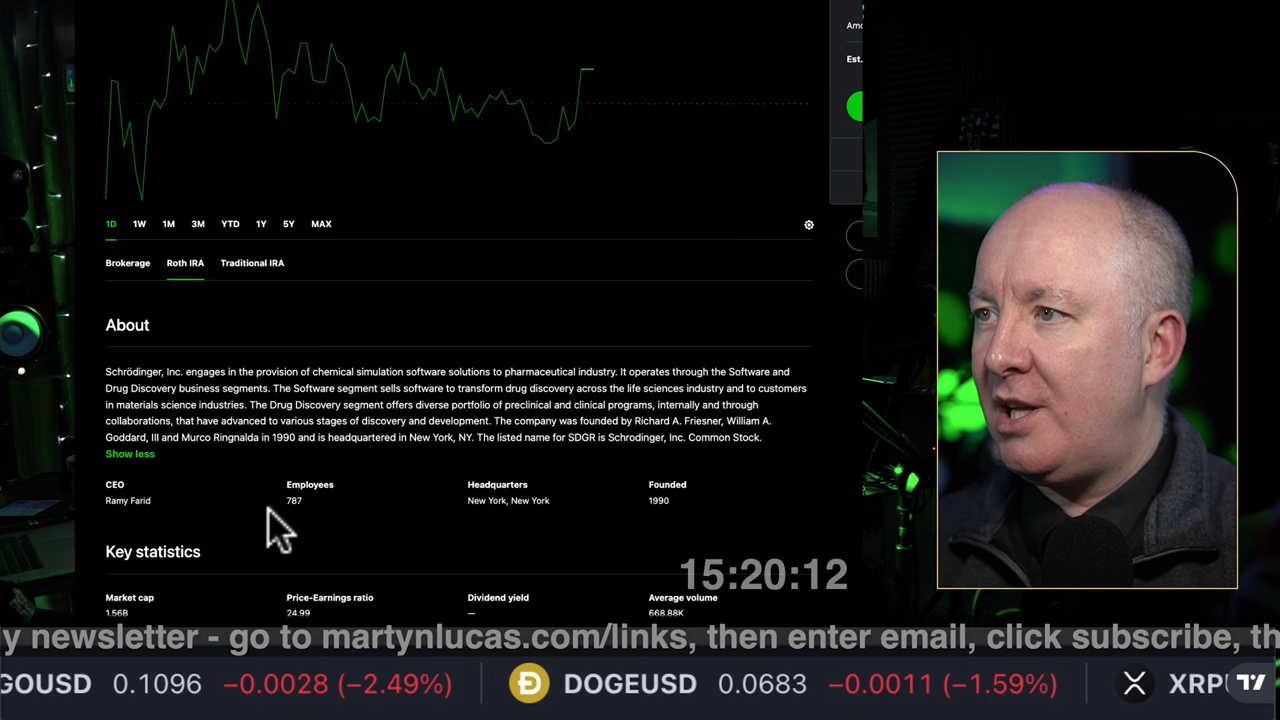 Amo
Est.
1D 1W 1M 3M YTD 1Y 5Y MAX
Brokerage Roth IRA Traditional IRA
About
Schrödinger, Inc. engages in the provision of chemical simulation software solutions to pharmaceutical industry. It operates through the Software and
Drug Discovery business segments. The Software segment sells software to transform drug discovery across the life sciences industry and to customers
in materials science industries. The Drug Discovery segment offers diverse portfolio of preclinical and clinical programs, internally and through
collaborations, that have advanced to various stages of discovery and development. The company was founded by Richard A. Friesner, William A.
Goddard, III and Murco Ringnalda in 1990 and is headquartered in New York, NY. The listed name for SDGR is Schrodinger, Inc. Common Stock.
Show less
CEO Employees Headquarters Founded
Ramy Farid 787 New York, New York 1990
Key statistics
15:20:12
Market cap Price-Earnings ratio Dividend yield Average volume
1.56B 24.99 — 668.88K
y newsletter - go to martynlucas.com/links, then enter email, click subscribe, th
GOUSD 0.1096 −0.0028 (−2.49%) DOGEUSD 0.0683 −0.0011 (−1.59%) XRPU